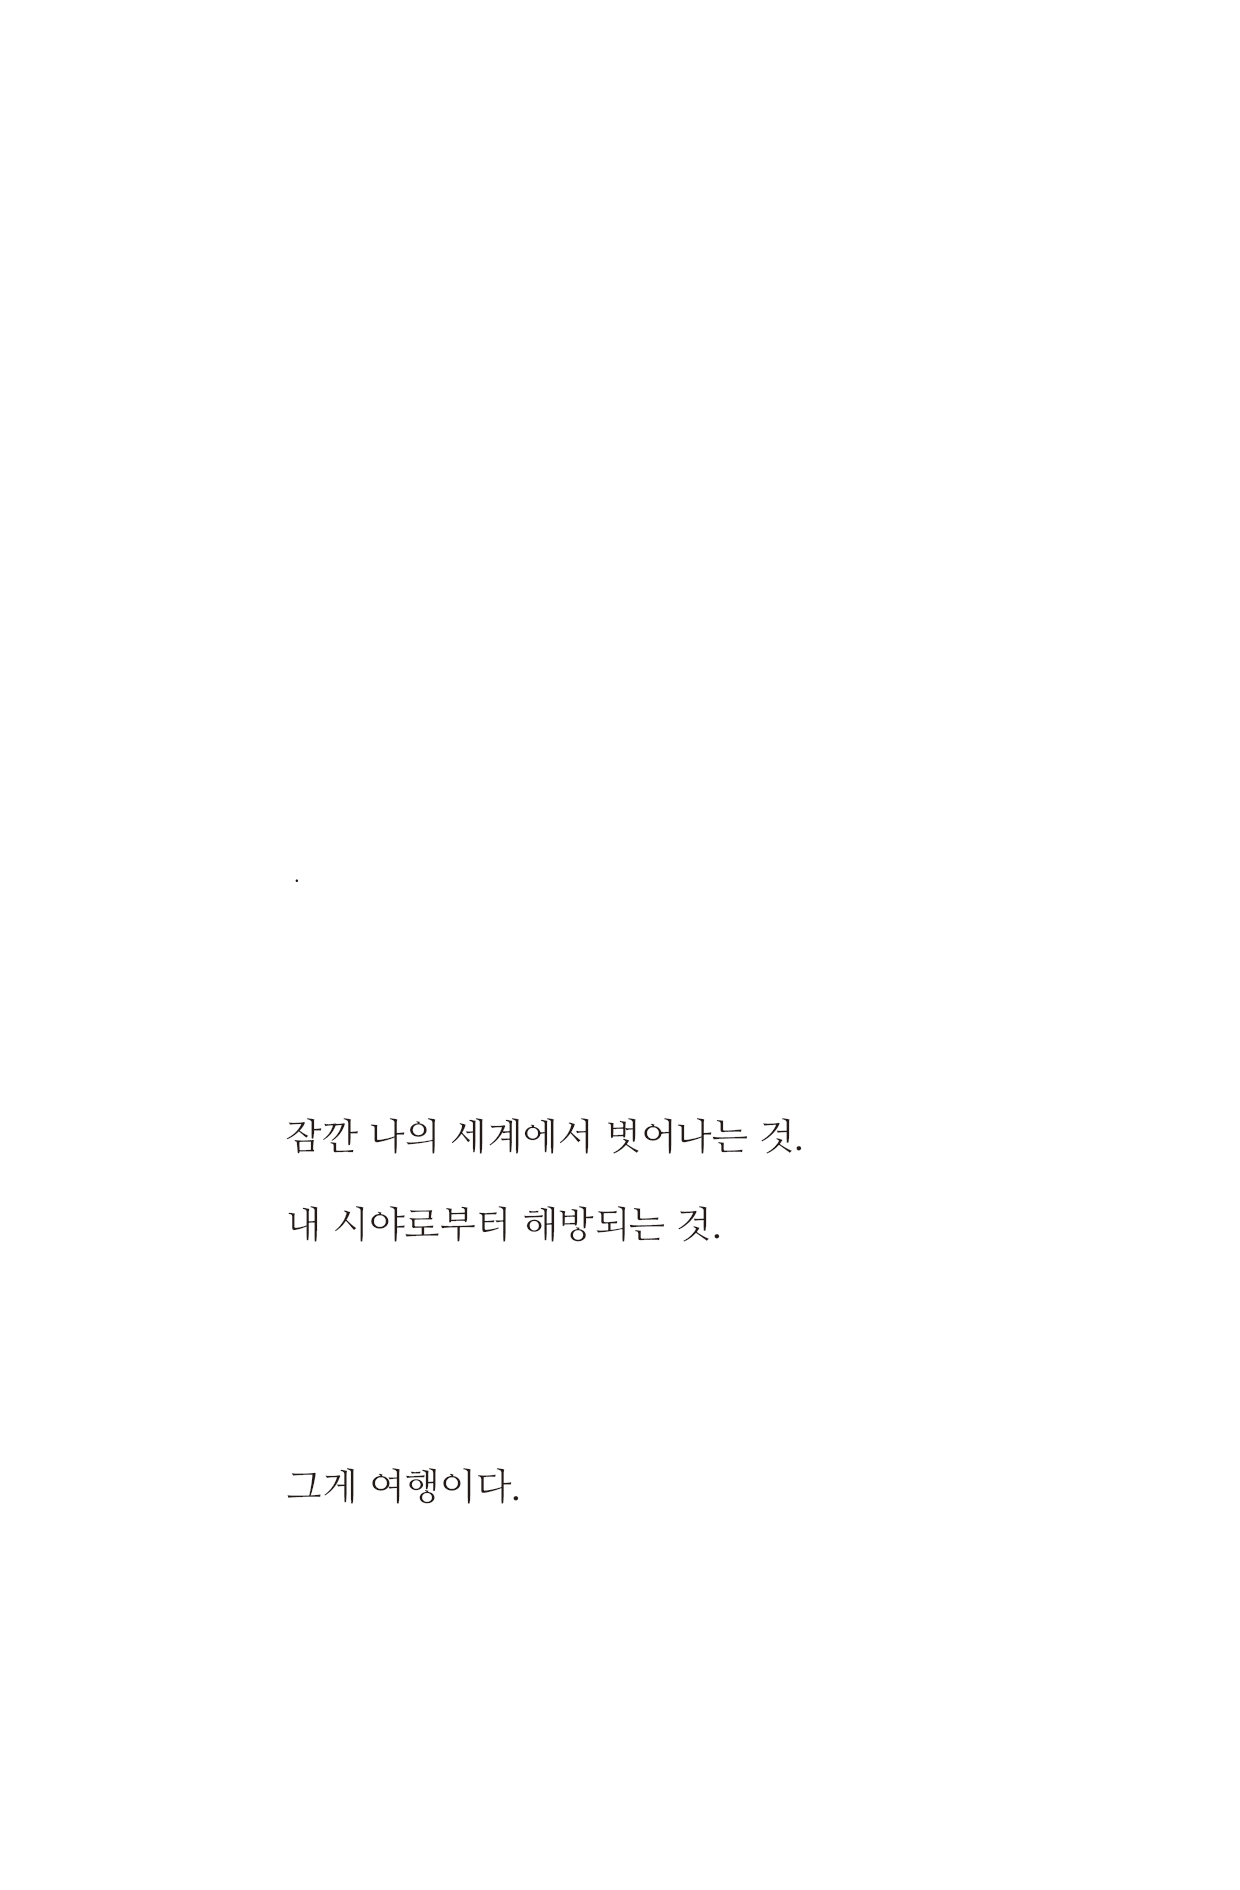 잠깐 나의 세계에서 벗어나는 것.
내 시야로부터 해방되는 것.
그게 여행이다.